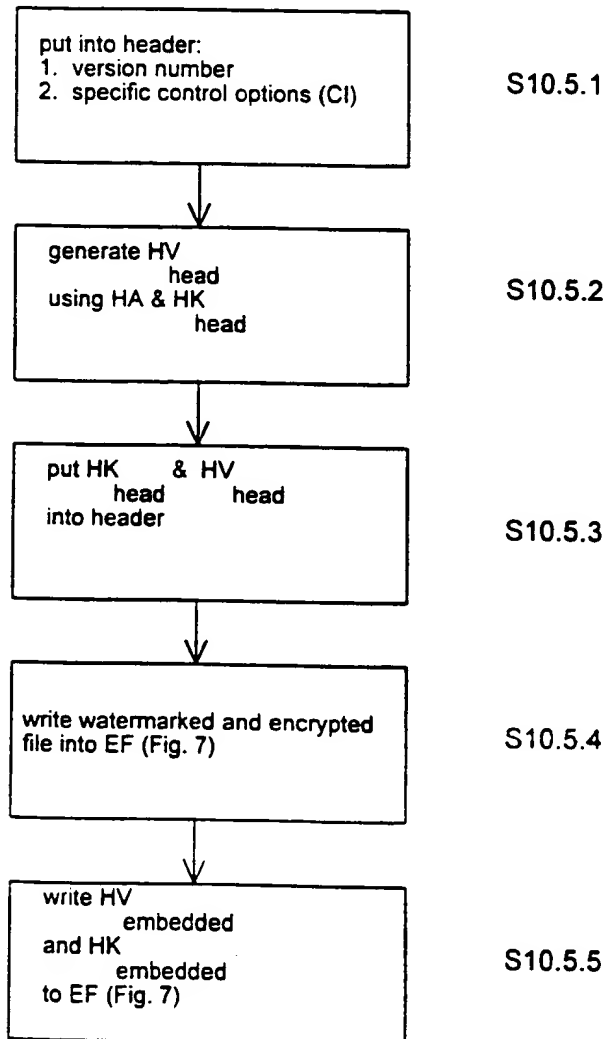 put into header:
1. version number
2. specific control options (CI)
S10.5.1
generate HV
head
using HA & HK
head
S10.5.2
put HK & HV
head head
into header
S10.5.3
write watermarked and encrypted
file into EF (Fig. 7)
S10.5.4
write HV
embedded
and HK
embedded
to EF (Fig. 7)
S10.5.5